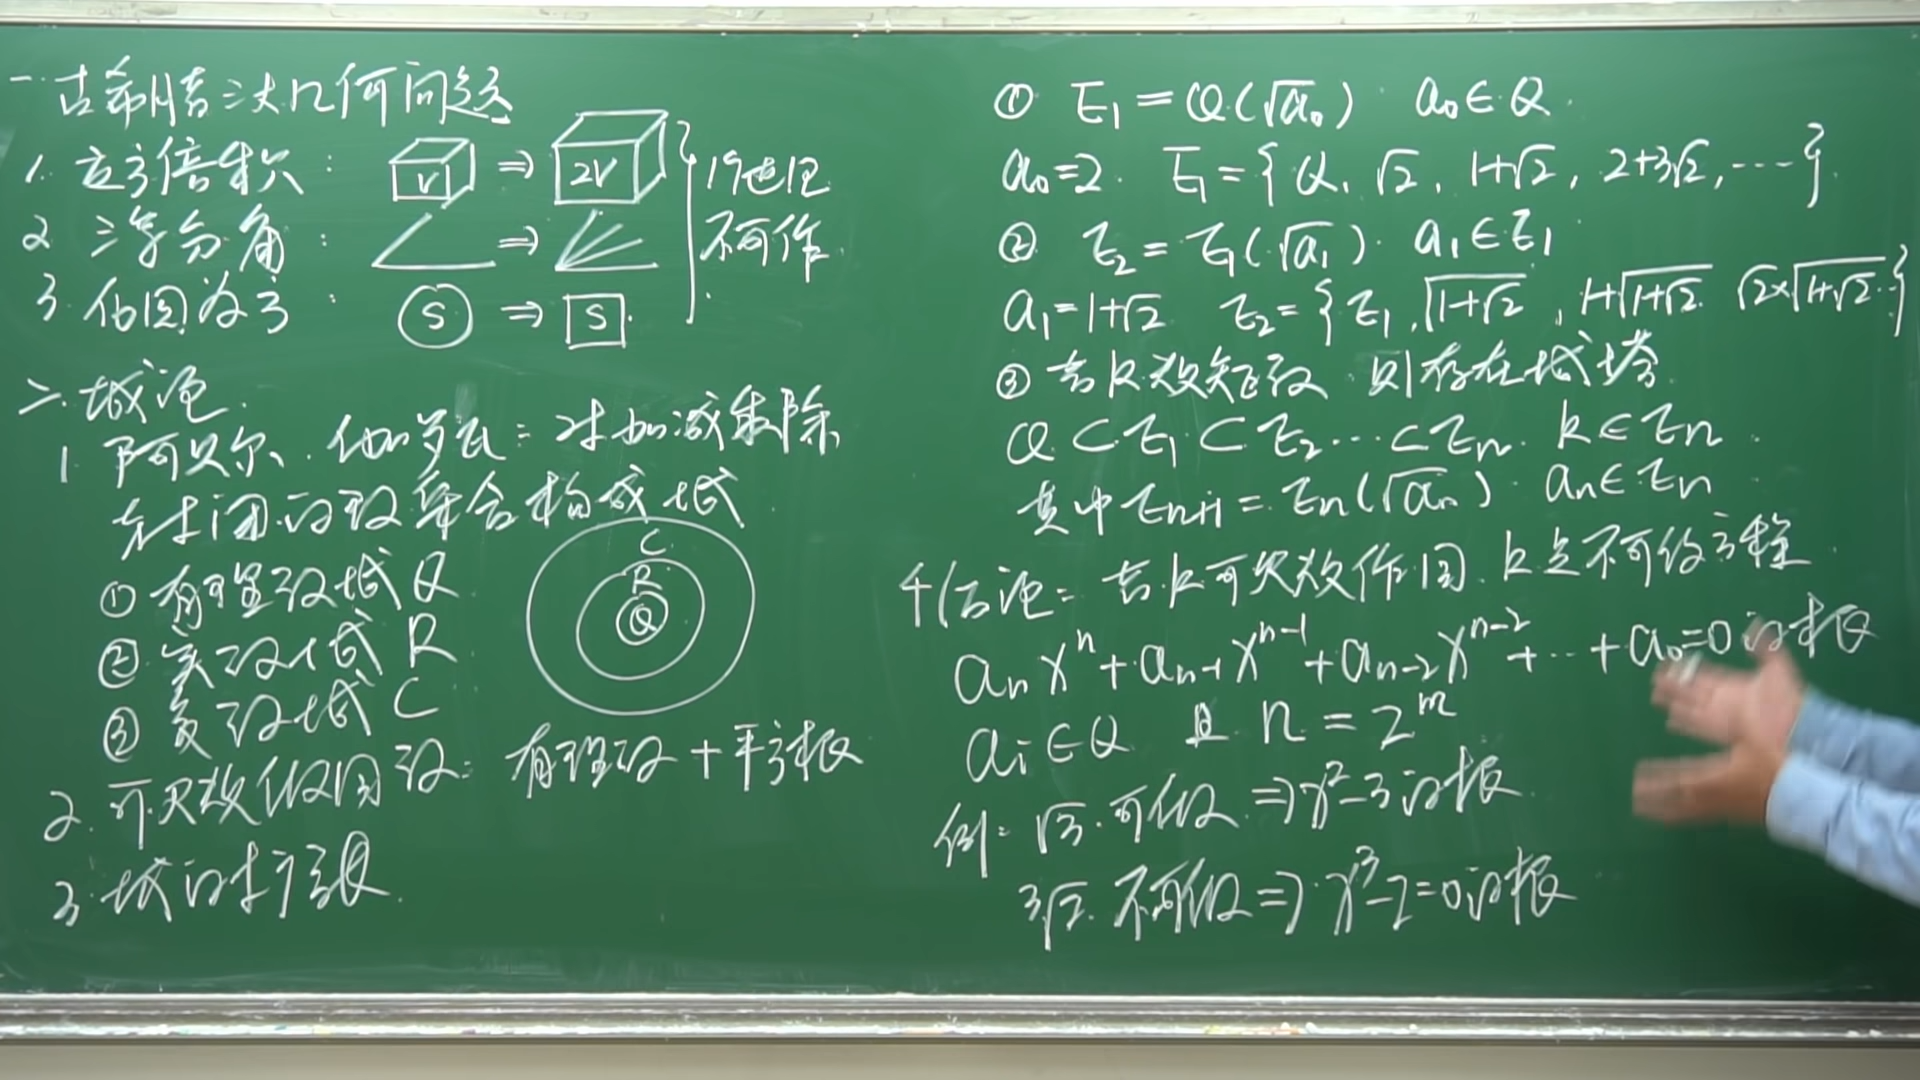 一. 古希腊三大几何问题
1. 立方倍积: V ⇒ 2V
2 三等分角:
3. 化圆为方: S ⇒ S
19世纪
不可作
二. 域论
1 阿贝尔、伽罗瓦: 对加减乘除
都封闭的数集合构成域
① 有理数域 Q
② 实数域 R
③ 复数域 C
C
R
Q
2. 可尺规作图数: 有理数+平方根
3. 域的扩张
① E₁=Q(√a₀) a₀∈Q
a₀=2. E₁={Q, √2, 1+√2, 2+3√2,⋯}
② E₂=E₁(√a₁) a₁∈E₁
a₁=1+√2 E₂={E₁, √(1+√2), 1+√(1+√2) √2×√(1+√2)⋯}
③ 若k规矩数 则存在域塔
Q⊂E₁⊂E₂⋯⊂Eₙ k∈Eₙ
其中Eₙ₊₁=Eₙ(√aₙ) aₙ∈Eₙ
4 结论: 若k可尺规作图, k是不可约方程
aₙxⁿ+aₙ₋₁xⁿ⁻¹+aₙ₋₂xⁿ⁻²+⋯+a₀=0的根
aᵢ∈Q 且 n=2ᵐ
例: √3 可作 ⇒x²-3的根
³√2 不可作⇒x³-2=0的根